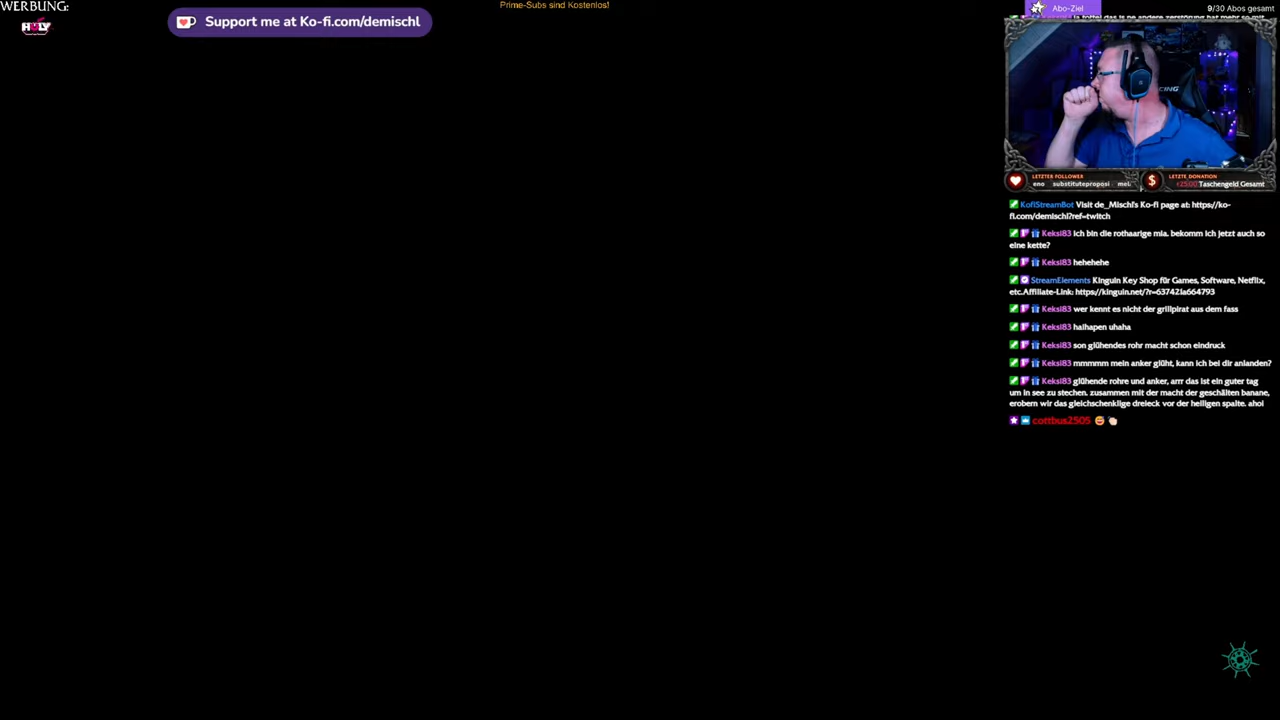 WERBUNG:
HOLY
Support me at Ko-fi.com/demischl
Prime-Subs sind Kostenlos!
Abo-Ziel
9/30 Abos gesamt
CING
LETZTER FOLLOWER
eno substituteproposi
LETZTE DONATION
Taschengeld Gesamt
KofiStreamBot Visit de_Mischl's Ko-fi page at: https://ko-
fi.com/demischl?ref=twitch
Keksi83 ich bin die rothaarige mia, bekomm ich jetzt auch so
eine kette?
Keksi83 hehehehe
StreamElements Kinguin Key Shop für Games, Software, Netflix,
etc.Affiliate-Link: https://kinguin.net/?r=637421a664793
Keksi83 wer kennt es nicht der grillpirat aus dem fass
Keksi83 haihapen uhaha
Keksi83 son glühendes rohr macht schon eindruck
Keksi83 mmmmm mein anker glüht, kann ich bei dir anlanden?
Keksi83 glühende rohre und anker, arrr das ist ein guter tag
um in see zu stechen. zusammen mit der macht der geschälten banane,
erobern wir das gleichschenklige dreieck vor der heiligen spalte. ahoi
cottbus2505